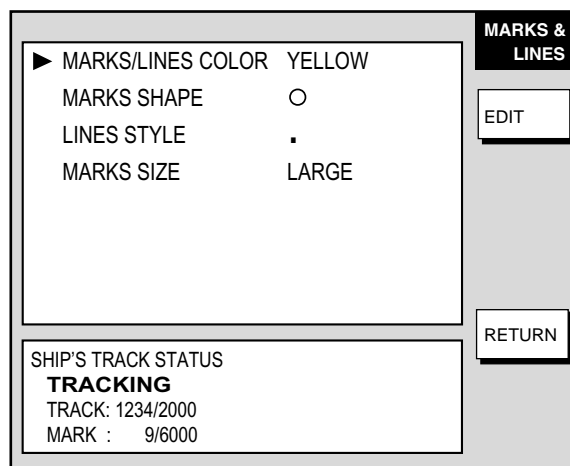 MARKS &
LINES
▶ MARKS/LINES COLOR YELLOW
MARKS SHAPE ○
LINES STYLE .
MARKS SIZE LARGE
EDIT
RETURN
SHIP'S TRACK STATUS
TRACKING
TRACK: 1234/2000
MARK : 9/6000